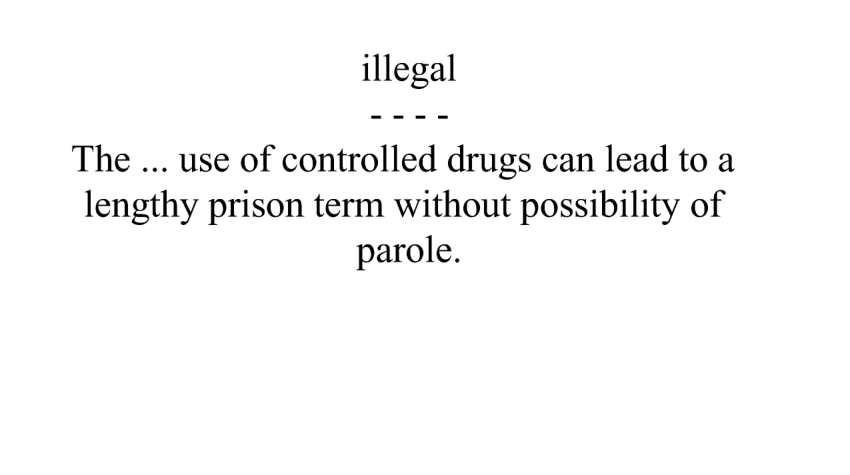 illegal
- - - -
The ... use of controlled drugs can lead to a
lengthy prison term without possibility of
parole.